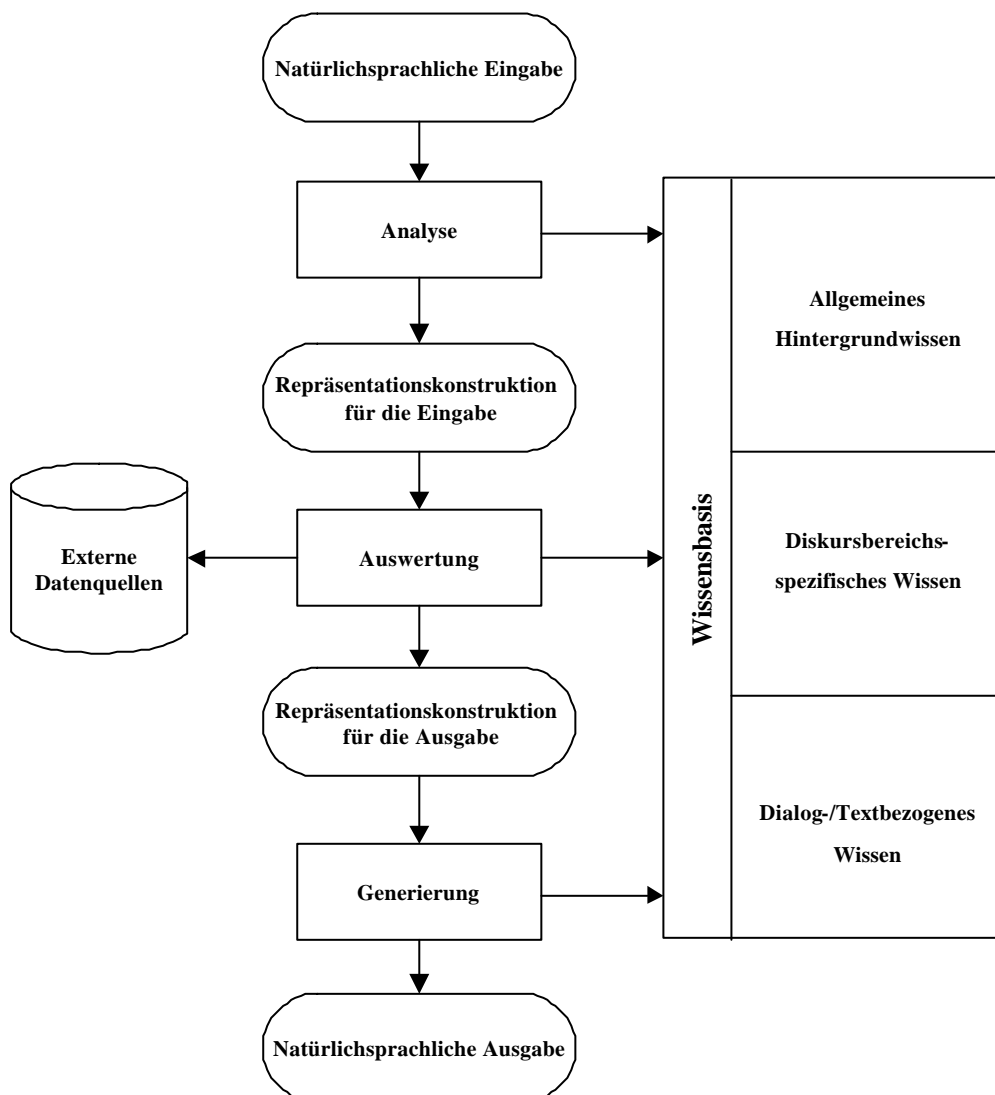 Natürlichsprachliche Eingabe
Analyse
Repräsentationskonstruktion
für die Eingabe
Externe
Datenquellen
Auswertung
Repräsentationskonstruktion
für die Ausgabe
Generierung
Natürlichsprachliche Ausgabe
Wissensbasis
Allgemeines
Hintergrundwissen
Diskursbereichs-
spezifisches Wissen
Dialog-/Textbezogenes
Wissen